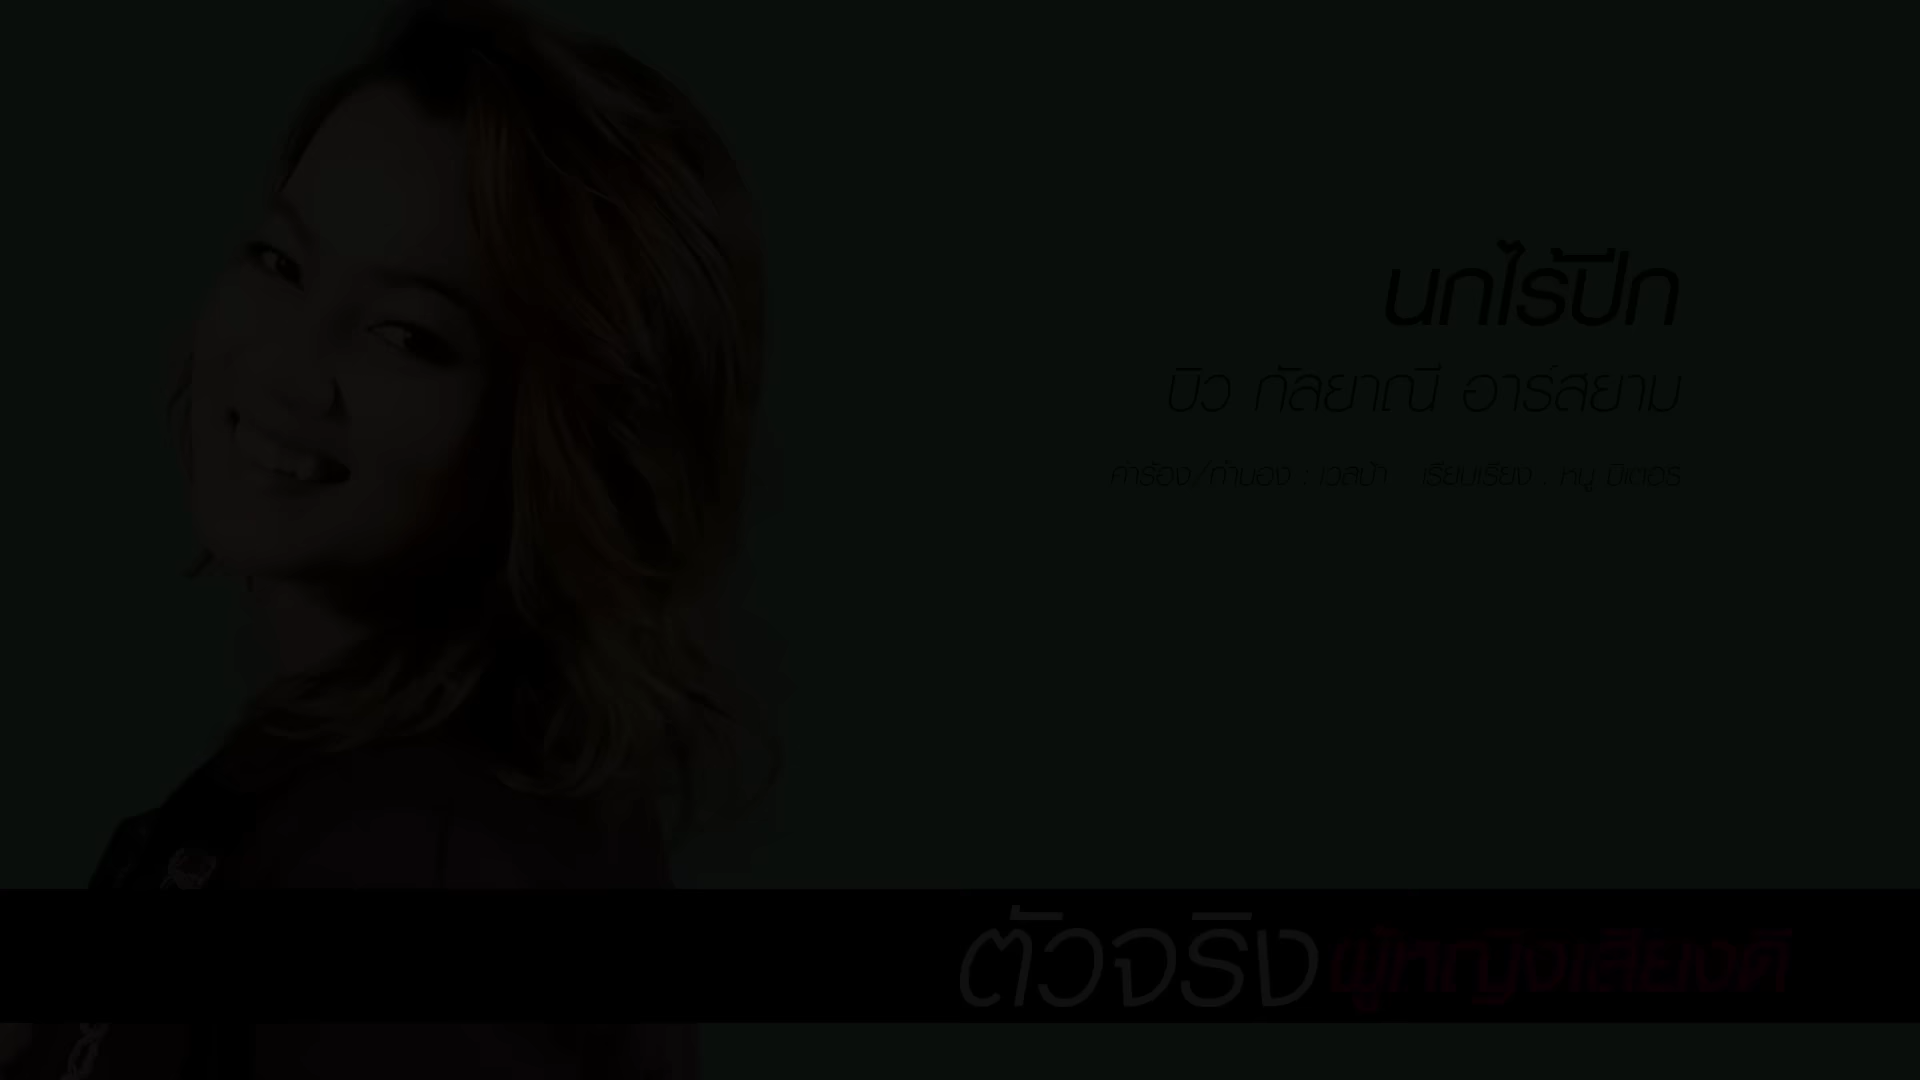 นกไร้ปีก
บิว กัลยาณี อาร์สยาม
คำร้อง/ทำนอง : เวสป้า เรียบเรียง : หนู มิเตอร์
ตัวจริง ผู้หญิงเสียงดี